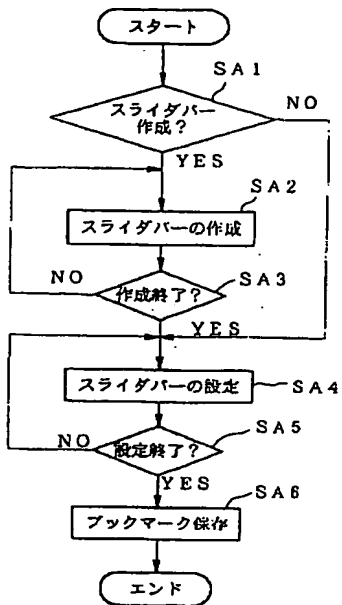 スタート
SA1
スライダバー
作成?
NO
YES
SA2
スライダバーの作成
NO
SA3
作成終了?
YES
スライダバーの設定
SA4
SA5
NO
設定終了?
YES
SA6
ブックマーク保存
エンド